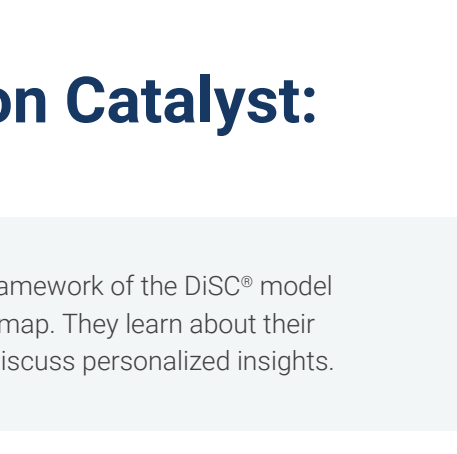 on Catalyst:
amework of the DiSC® model
map. They learn about their
iscuss personalized insights.